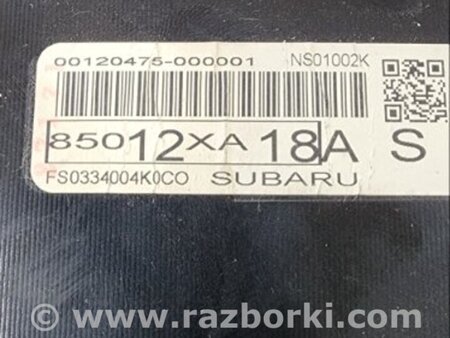 00120475-000001 NS01002K
85012XA18A S
FS0334004K0CO SUBARU
© www.razborki.com